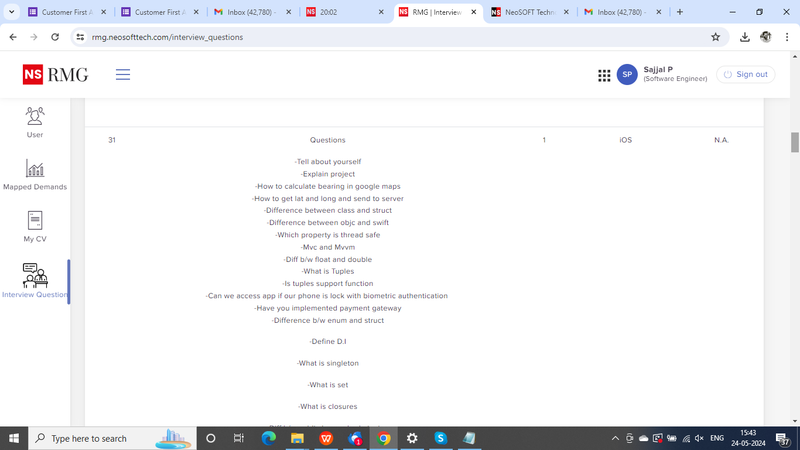 Customer First A
Customer First A
Inbox (42,780) -
20:02
RMG | Interview
NeoSOFT Techn
Inbox (42,780) -
rmg.neosofttech.com/interview_questions
NS RMG
SP
Sajjal P
(Software Engineer)
Sign out
User
Mapped Demands
My CV
Interview Question
31 Questions 1 iOS N.A.
-Tell about yourself
-Explain project
-How to calculate bearing in google maps
-How to get lat and long and send to server
-Difference between class and struct
-Difference between objc and swift
-Which property is thread safe
-Mvc and Mvvm
-Diff b/w float and double
-What is Tuples
-Is tuples support function
-Can we access app if our phone is lock with biometric authentication
-Have you implemented payment gateway
-Difference b/w enum and struct
-Define D.I
-What is singleton
-What is set
-What is closures
Type here to search
ENG
15:43
24-05-2024
37